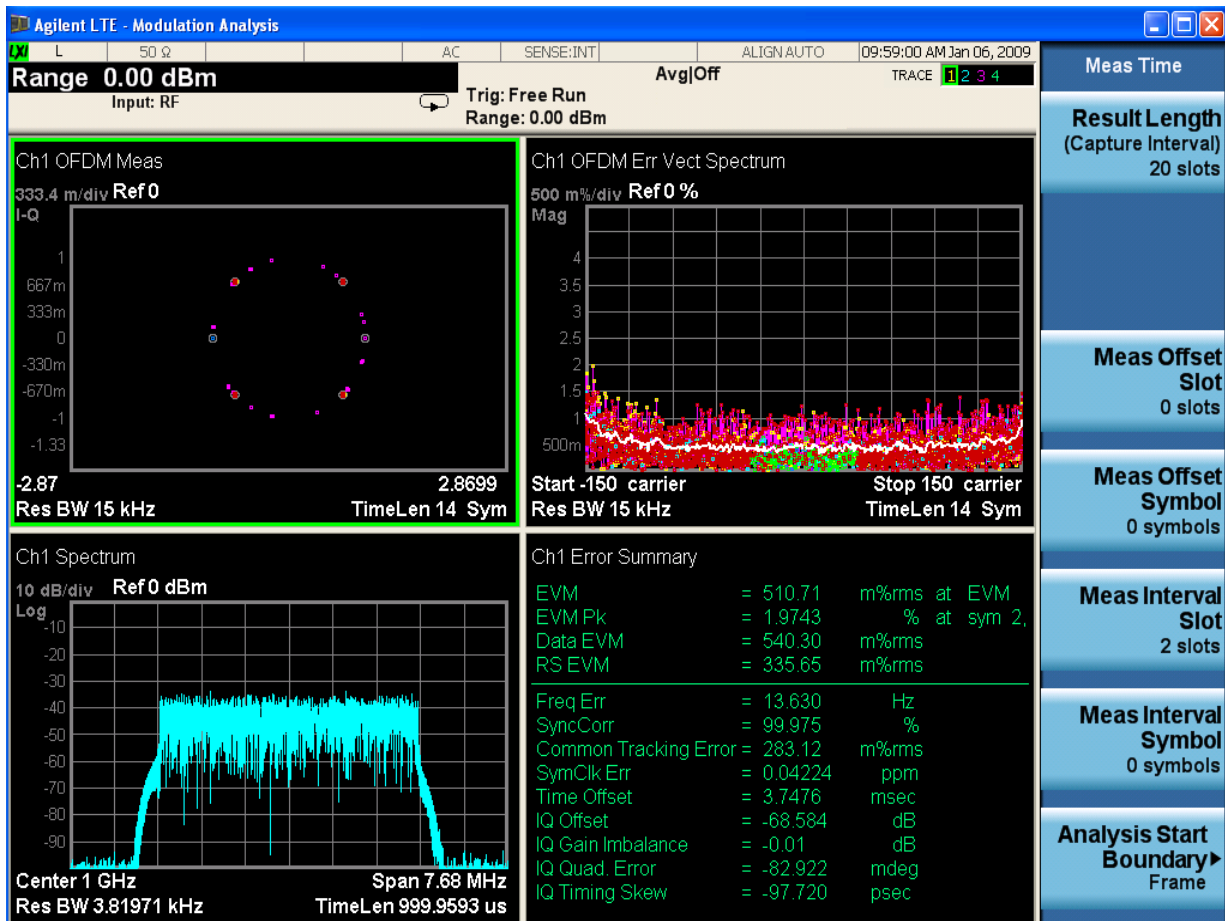 Agilent LTE - Modulation Analysis
LXI L 50 Ω AC SENSE:INT ALIGN AUTO 09:59:00 AM Jan 06, 2009
Range 0.00 dBm
Input: RF
Trig: Free Run
Range: 0.00 dBm
Avg|Off
TRACE 1 2 3 4
Ch1 OFDM Meas
333.4 m/div Ref 0
I-Q
1
667m
333m
0
-330m
-670m
-1
-1.33
-2.87 2.8699
Res BW 15 kHz TimeLen 14 Sym
Ch1 OFDM Err Vect Spectrum
500 m%/div Ref 0 %
Mag
4
3.5
3
2.5
2
1.5
1
500m
Start -150 carrier Stop 150 carrier
Res BW 15 kHz TimeLen 14 Sym
Ch1 Spectrum
10 dB/div Ref 0 dBm
Log
-10
-20
-30
-40
-50
-60
-70
-80
-90
Center 1 GHz Span 7.68 MHz
Res BW 3.81971 kHz TimeLen 999.9593 us
Ch1 Error Summary
EVM = 510.71 m%rms at EVM
EVM Pk = 1.9743 % at sym 2,
Data EVM = 540.30 m%rms
RS EVM = 335.65 m%rms
Freq Err = 13.630 Hz
SyncCorr = 99.975 %
Common Tracking Error = 283.12 m%rms
SymClk Err = 0.04224 ppm
Time Offset = 3.7476 msec
IQ Offset = -68.584 dB
IQ Gain Imbalance = -0.01 dB
IQ Quad. Error = -82.922 mdeg
IQ Timing Skew = -97.720 psec
Meas Time
Result Length
(Capture Interval)
20 slots
Meas Offset
Slot
0 slots
Meas Offset
Symbol
0 symbols
Meas Interval
Slot
2 slots
Meas Interval
Symbol
0 symbols
Analysis Start
Boundary▶
Frame